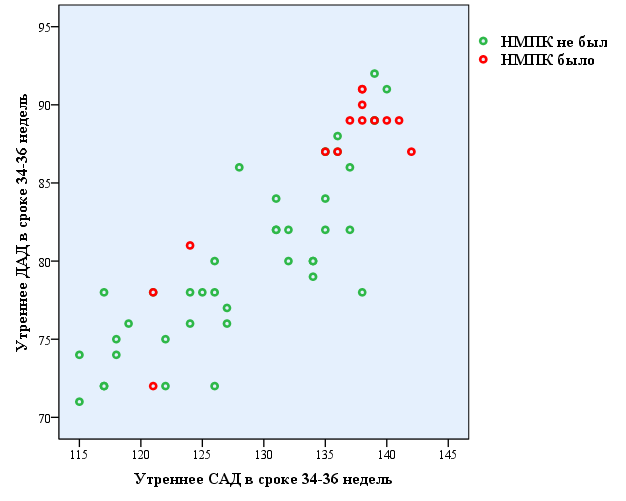 95
90
85
80
75
70
Утреннее ДАД в сроке 34-36 недель
115 120 125 130 135 140 145
Утреннее САД в сроке 34-36 недель
НМПК не был
НМПК было